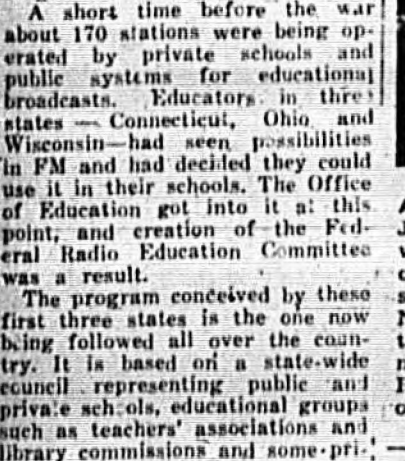 A short time before the war
about 170 stations were being op-
erated by private schools and
public systems for educational
broadcasts. Educators in three
states — Connecticut, Ohio and
Wisconsin—had seen possibilities
in FM and had decided they could
use it in their schools. The Office
of Education got into it at this
point, and creation of the Fed-
eral Radio Education Committee
was a result.
The program conceived by these
first three states is the one now
being followed all over the coun-
try. It is based on a state-wide
council representing public and
private schools, educational groups
such as teachers' associations and
library commissions and some pri-